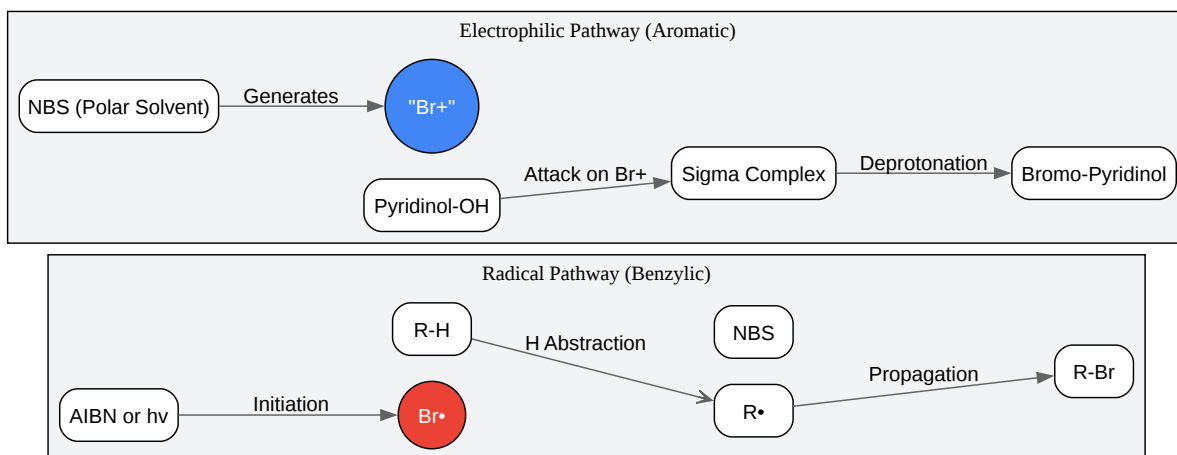 Electrophilic Pathway (Aromatic)
NBS (Polar Solvent)
Generates
"Br+"
Pyridinol-OH
Attack on Br+
Sigma Complex
Deprotonation
Bromo-Pyridinol
Radical Pathway (Benzylic)
R-H
H Abstraction
NBS
AIBN or hv
Initiation
Br•
R•
Propagation
R-Br